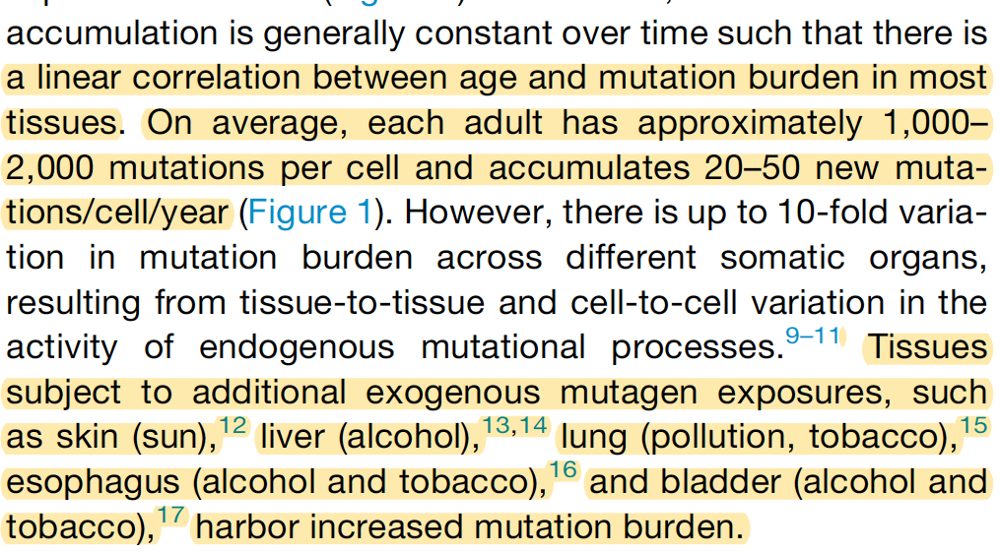 accumulation is generally constant over time such that there is
a linear correlation between age and mutation burden in most
tissues. On average, each adult has approximately 1,000–
2,000 mutations per cell and accumulates 20–50 new muta-
tions/cell/year (Figure 1). However, there is up to 10-fold varia-
tion in mutation burden across different somatic organs,
resulting from tissue-to-tissue and cell-to-cell variation in the
activity of endogenous mutational processes.9–11 Tissues
subject to additional exogenous mutagen exposures, such
as skin (sun),12 liver (alcohol),13,14 lung (pollution, tobacco),15
esophagus (alcohol and tobacco),16 and bladder (alcohol and
tobacco),17 harbor increased mutation burden.